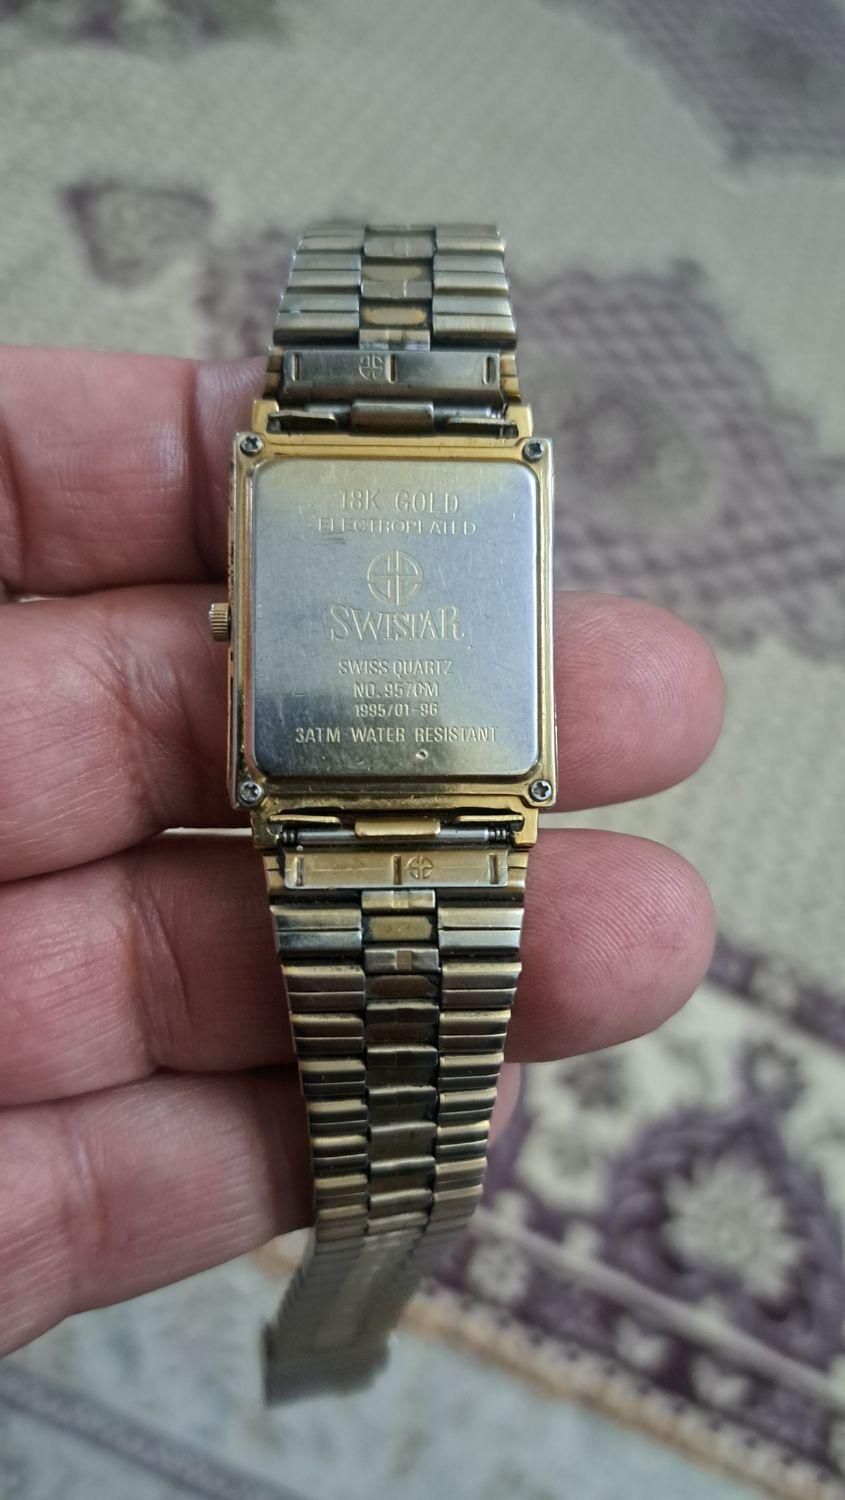 18K GOLD
ELECTROPLATED
SWISTAR
SWISS QUARTZ
NO. 9570M
1995/01-96
3ATM WATER RESISTANT